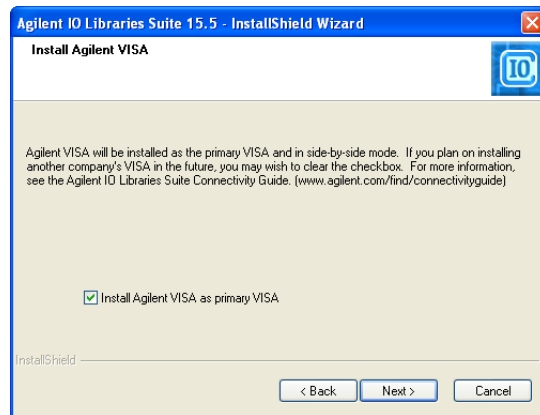 Agilent IO Libraries Suite 15.5 - InstallShield Wizard
Install Agilent VISA
IO
Agilent VISA will be installed as the primary VISA and in side-by-side mode. If you plan on installing
another company's VISA in the future, you may wish to clear the checkbox. For more information,
see the Agilent IO Libraries Suite Connectivity Guide. (www.agilent.com/find/connectivityguide)
Install Agilent VISA as primary VISA
InstallShield
< Back
Next >
Cancel